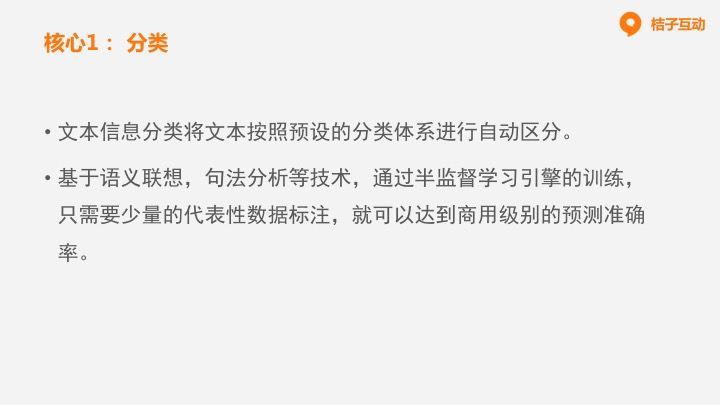 桔子互动
核心1： 分类
• 文本信息分类将文本按照预设的分类体系进行自动区分。
• 基于语义联想，句法分析等技术，通过半监督学习引擎的训练，
只需要少量的代表性数据标注，就可以达到商用级别的预测准确
率。